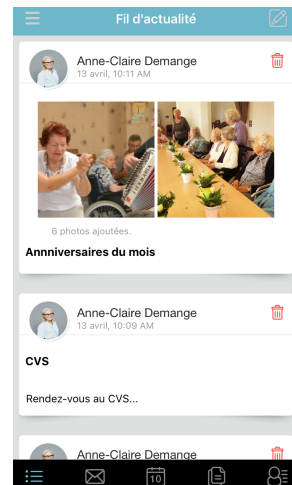 Fil d'actualité
Anne-Claire Demange
13 avril, 10:11 AM
6 photos ajoutées.
Annniversaires du mois
Anne-Claire Demange
13 avril, 10:09 AM
CVS
Rendez-vous au CVS...
Anne-Claire Demange
10